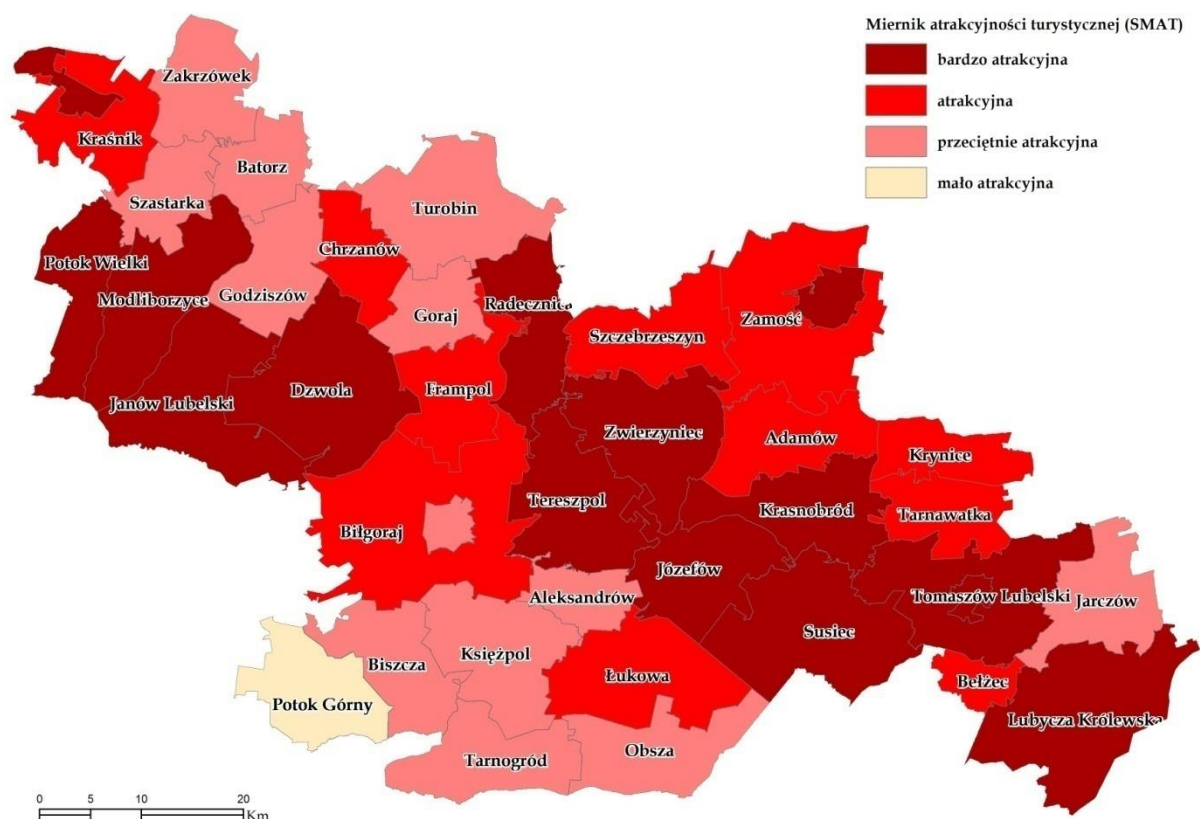 Miernik atrakcyjności turystycznej (SMAT)
bardzo atrakcyjna
atrakcyjna
przeciętnie atrakcyjna
mało atrakcyjna
Zakrzówek
Kraśnik
Batorz
Szastarka
Turobin
Chrzanów
Potok Wielki
Modliborzyce
Godziszów
Radecznica
Goraj
Zamość
Szczebrzeszyn
Dzwola
Frampol
Janów Lubelski
Zwierzyniec
Adamów
Krynice
Tereszpol
Krasnobród
Tarnawatka
Biłgoraj
Józefów
Aleksandrów
Tomaszów Lubelski
Jarczów
Susiec
Książpol
Biszcza
Łukowa
Bełżec
Potok Górny
Lubycza Królewska
Obsza
Tarnogród
0 5 10 20
Km